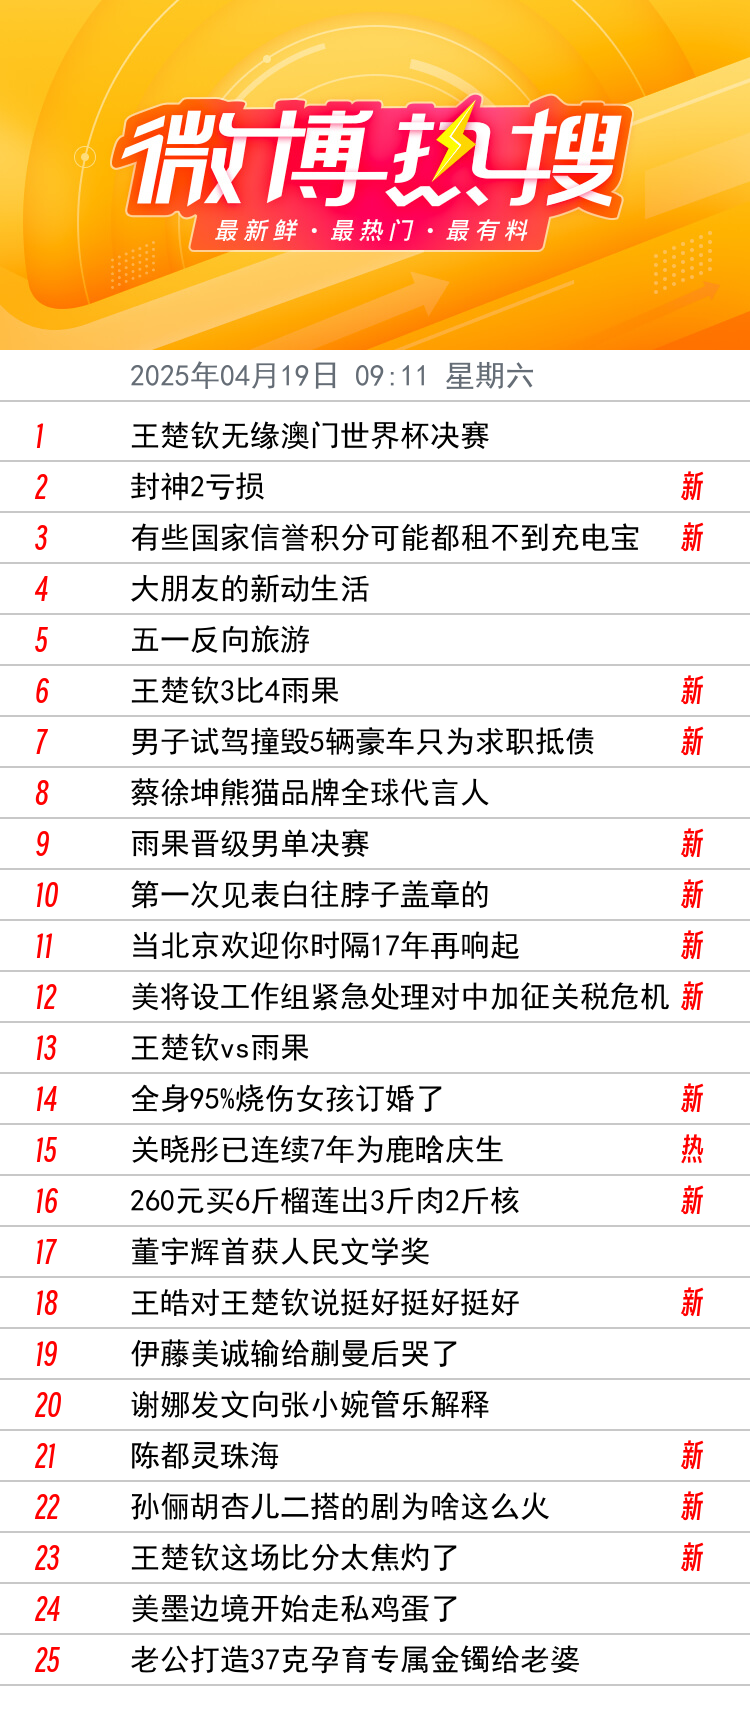 微博热搜
最新鲜·最热门·最有料
2025年04月19日 09:11 星期六
1 王楚钦无缘澳门世界杯决赛
2 封神2亏损 新
3 有些国家信誉积分可能都租不到充电宝 新
4 大朋友的新动生活
5 五一反向旅游
6 王楚钦3比4雨果 新
7 男子试驾撞毁5辆豪车只为求职抵债 新
8 蔡徐坤熊猫品牌全球代言人
9 雨果晋级男单决赛 新
10 第一次见表白往脖子盖章的 新
11 当北京欢迎你时隔17年再响起 新
12 美将设工作组紧急处理对中加征关税危机 新
13 王楚钦vs雨果
14 全身95%烧伤女孩订婚了 新
15 关晓彤已连续7年为鹿晗庆生 热
16 260元买6斤榴莲出3斤肉2斤核 新
17 董宇辉首获人民文学奖
18 王皓对王楚钦说挺好挺好挺好 新
19 伊藤美诚输给蒯曼后哭了
20 谢娜发文向张小婉管乐解释
21 陈都灵珠海 新
22 孙俪胡杏儿二搭的剧为啥这么火 新
23 王楚钦这场比分太焦灼了 新
24 美墨边境开始走私鸡蛋了
25 老公打造37克孕育专属金镯给老婆